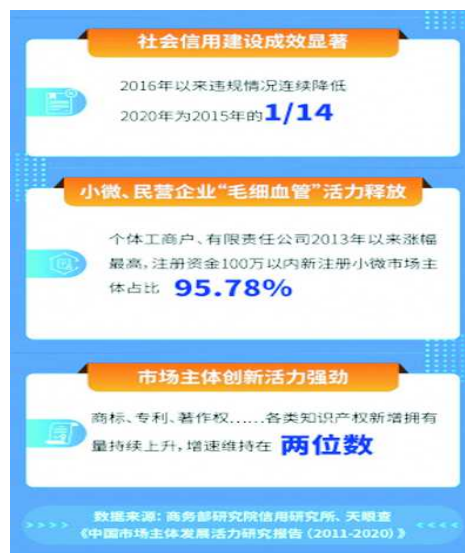 社会信用建设成效显著
2016年以来违规情况连续降低
2020年为2015年的1/14
小微、民营企业“毛细血管”活力释放
个体工商户、有限责任公司2013年以来涨幅
最高，注册资金100万以内新注册小微市场主
体占比 95.78%
市场主体创新活力强劲
商标、专利、著作权……各类知识产权新增拥有
量持续上升，增速维持在 两位数
数据来源：商务部研究院信用研究所、天眼查
>>>> 《中国市场主体发展活力研究报告（2011-2020）》 <<<<